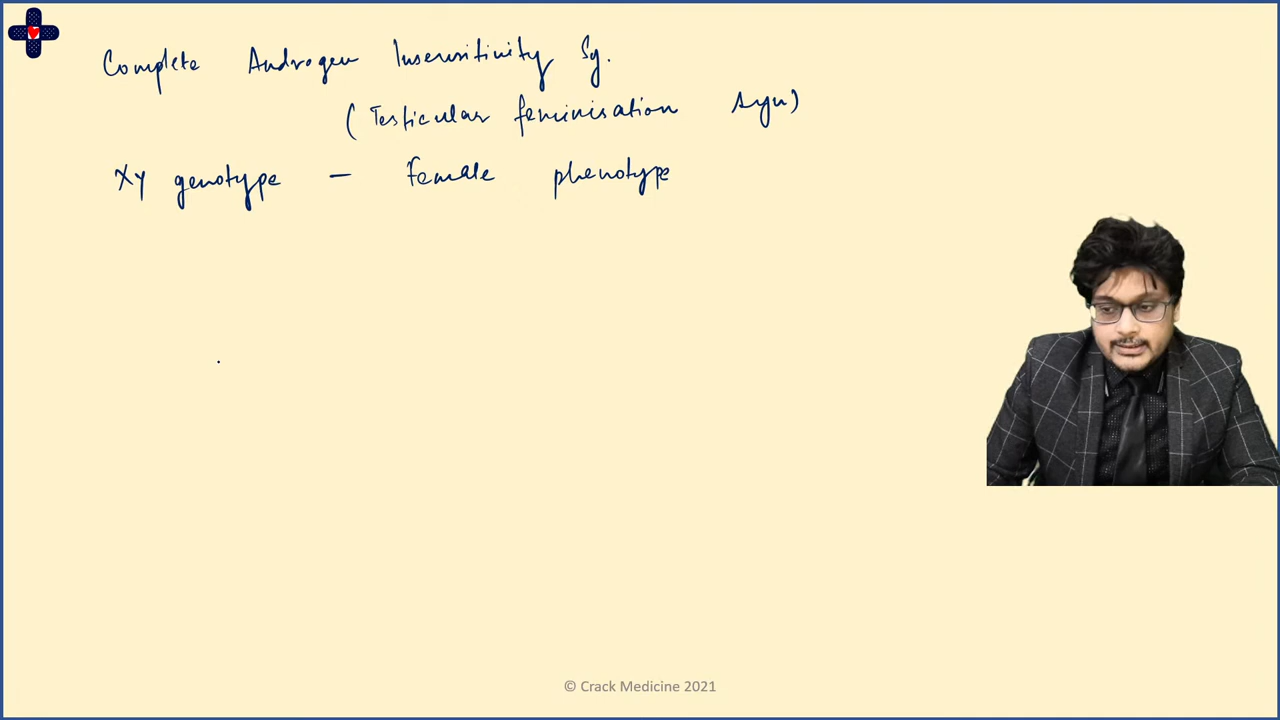 Complete Androgen Insensitivity Sy.
(Testicular feminisation syn)
XY genotype — Female phenotype
© Crack Medicine 2021